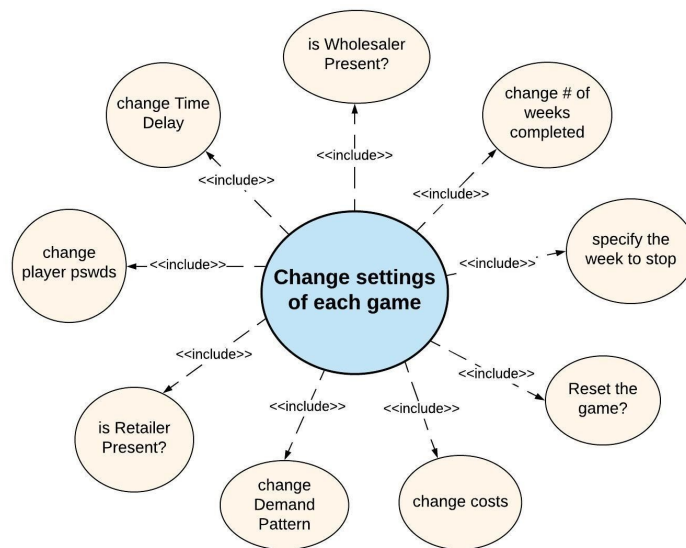 is Wholesaler
Present?
change Time
Delay
change # of
weeks
completed
<<include>>
<<include>>
<<include>>
change
player pswds
<<include>>
Change settings
of each game
<<include>>
specify the
week to stop
<<include>>
<<include>>
Reset the
game?
is Retailer
Present?
<<include>>
<<include>>
change
Demand
Pattern
change costs